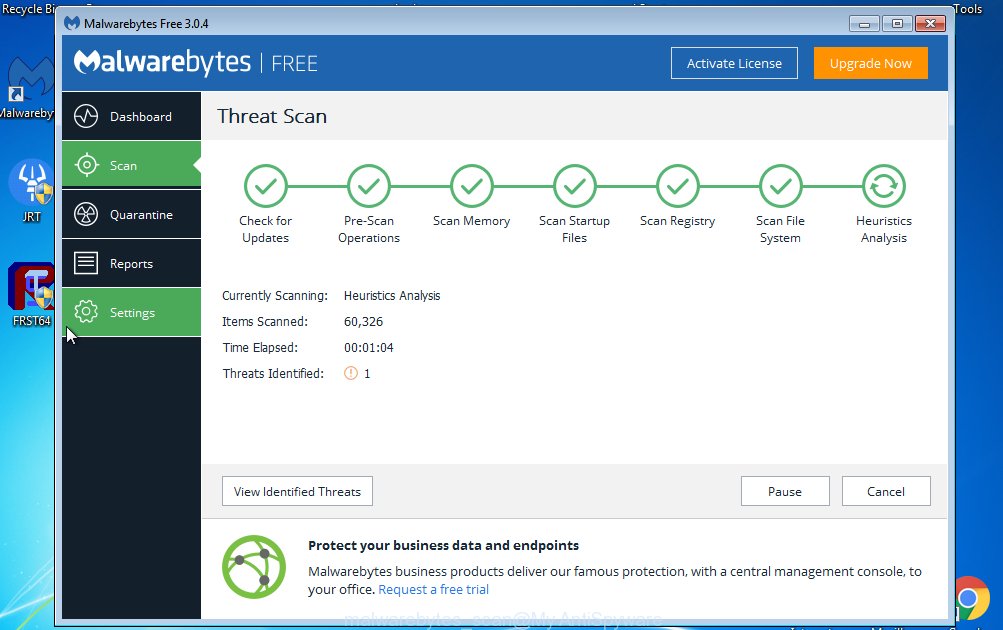 Recycle Bi
Tools
Malwarebytes Free 3.0.4
Malwarebytes | FREE
Activate License
Upgrade Now
Malwareby
JRT
FRST64
Dashboard
Scan
Quarantine
Reports
Settings
Threat Scan
Check for
Updates
Pre-Scan
Operations
Scan Memory
Scan Startup
Files
Scan Registry
Scan File
System
Heuristics
Analysis
Currently Scanning: Heuristics Analysis
Items Scanned: 60,326
Time Elapsed: 00:01:04
Threats Identified: 1
View Identified Threats
Pause
Cancel
Protect your business data and endpoints
Malwarebytes business products deliver our famous protection, with a central management console, to
your office. Request a free trial
malwarebytes_scan@My AntiSpyware